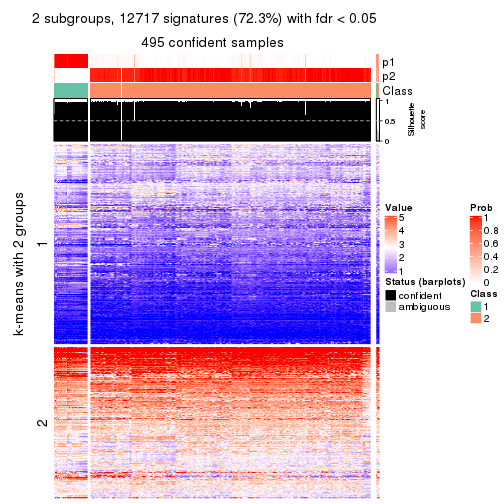 2 subgroups, 12717 signatures (72.3%) with fdr < 0.05
495 confident samples
p1
p2
Class
1
0.5
0
Silhouette
score
k-means with 2 groups
1
2
Value
5
4
3
2
1
Status (barplots)
confident
ambiguous
Prob
1
0.8
0.6
0.4
0.2
0
Class
1
2